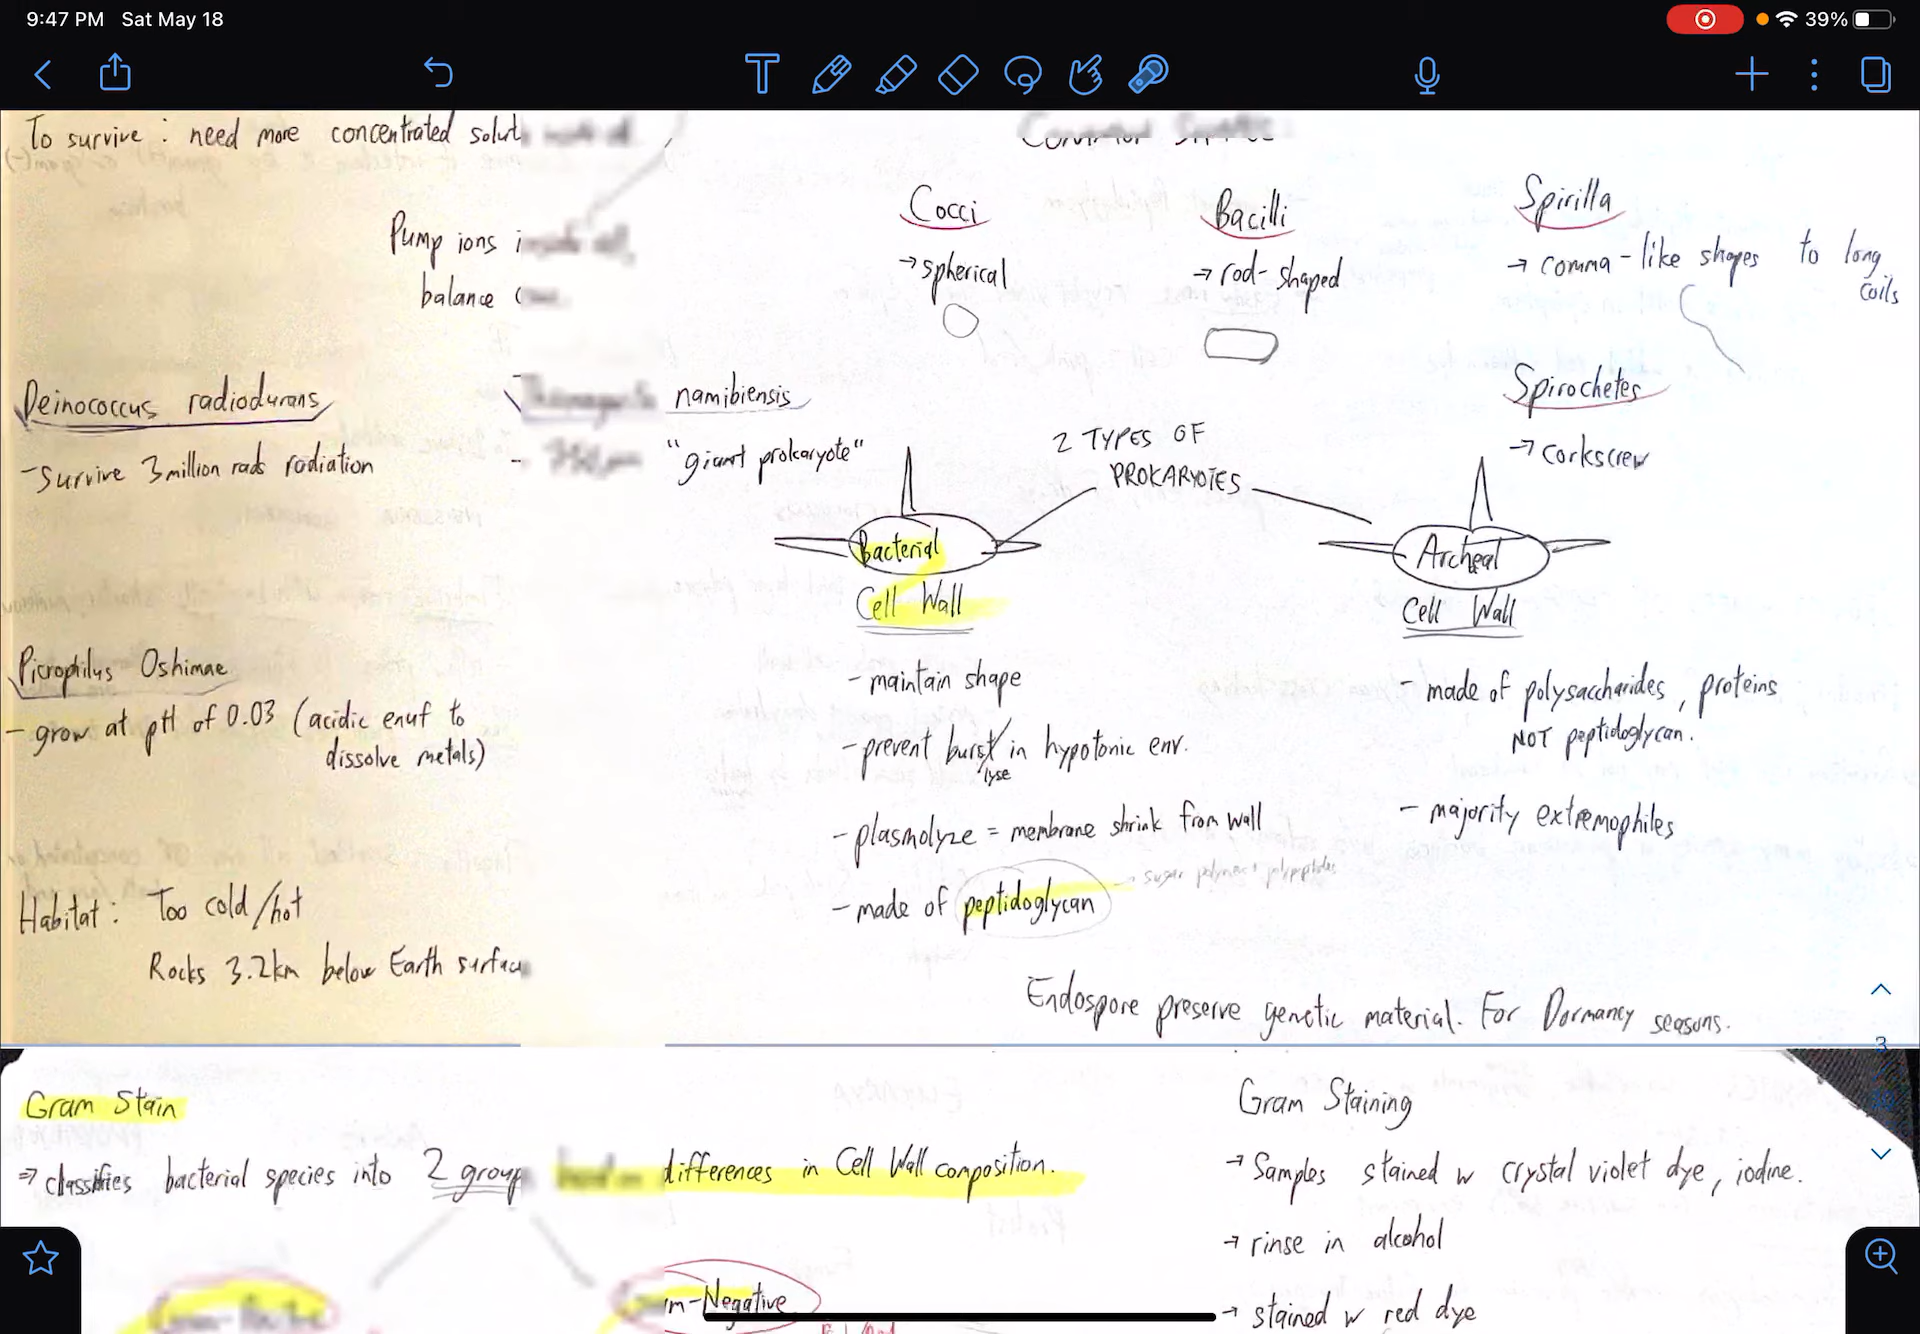 9:47 PM Sat May 18
39%
To survive : need more concentrated
Pump ions
balance
Cocci
→ spherical
Bacilli
→ rod-shaped
Spirilla
→ comma-like shapes to long
coils
Spirochetes
→ corkscrew
Deinococcus radiodurans
- Survive 3 million rads radiation
namibiensis
"giant prokaryote"
2 TYPES OF
PROKARYOTES
Bacterial
Cell Wall
- maintain shape
- prevent burst/ in hypotonic env.
lyse
- plasmolyze = membrane shrink from wall
- made of peptidoglycan
→ sugar polymer + polypeptides
Archeal
Cell Wall
- made of polysaccharides, proteins
NOT peptidoglycan.
- majority extremophiles
Picrophilus Oshimae
- grow at pH of 0.03 (acidic enuf to
dissolve metals)
Habitat : Too cold/hot
Rocks 3.2km below Earth surface
Endospore preserve genetic material. For Dormancy seasons.
3
Gram Stain
⇒ classifies bacterial species into 2 group differences in Cell Wall composition.
-Negative
Gram Staining
→ Samples stained w crystal violet dye, iodine.
→ rinse in alcohol
→ stained w red dye